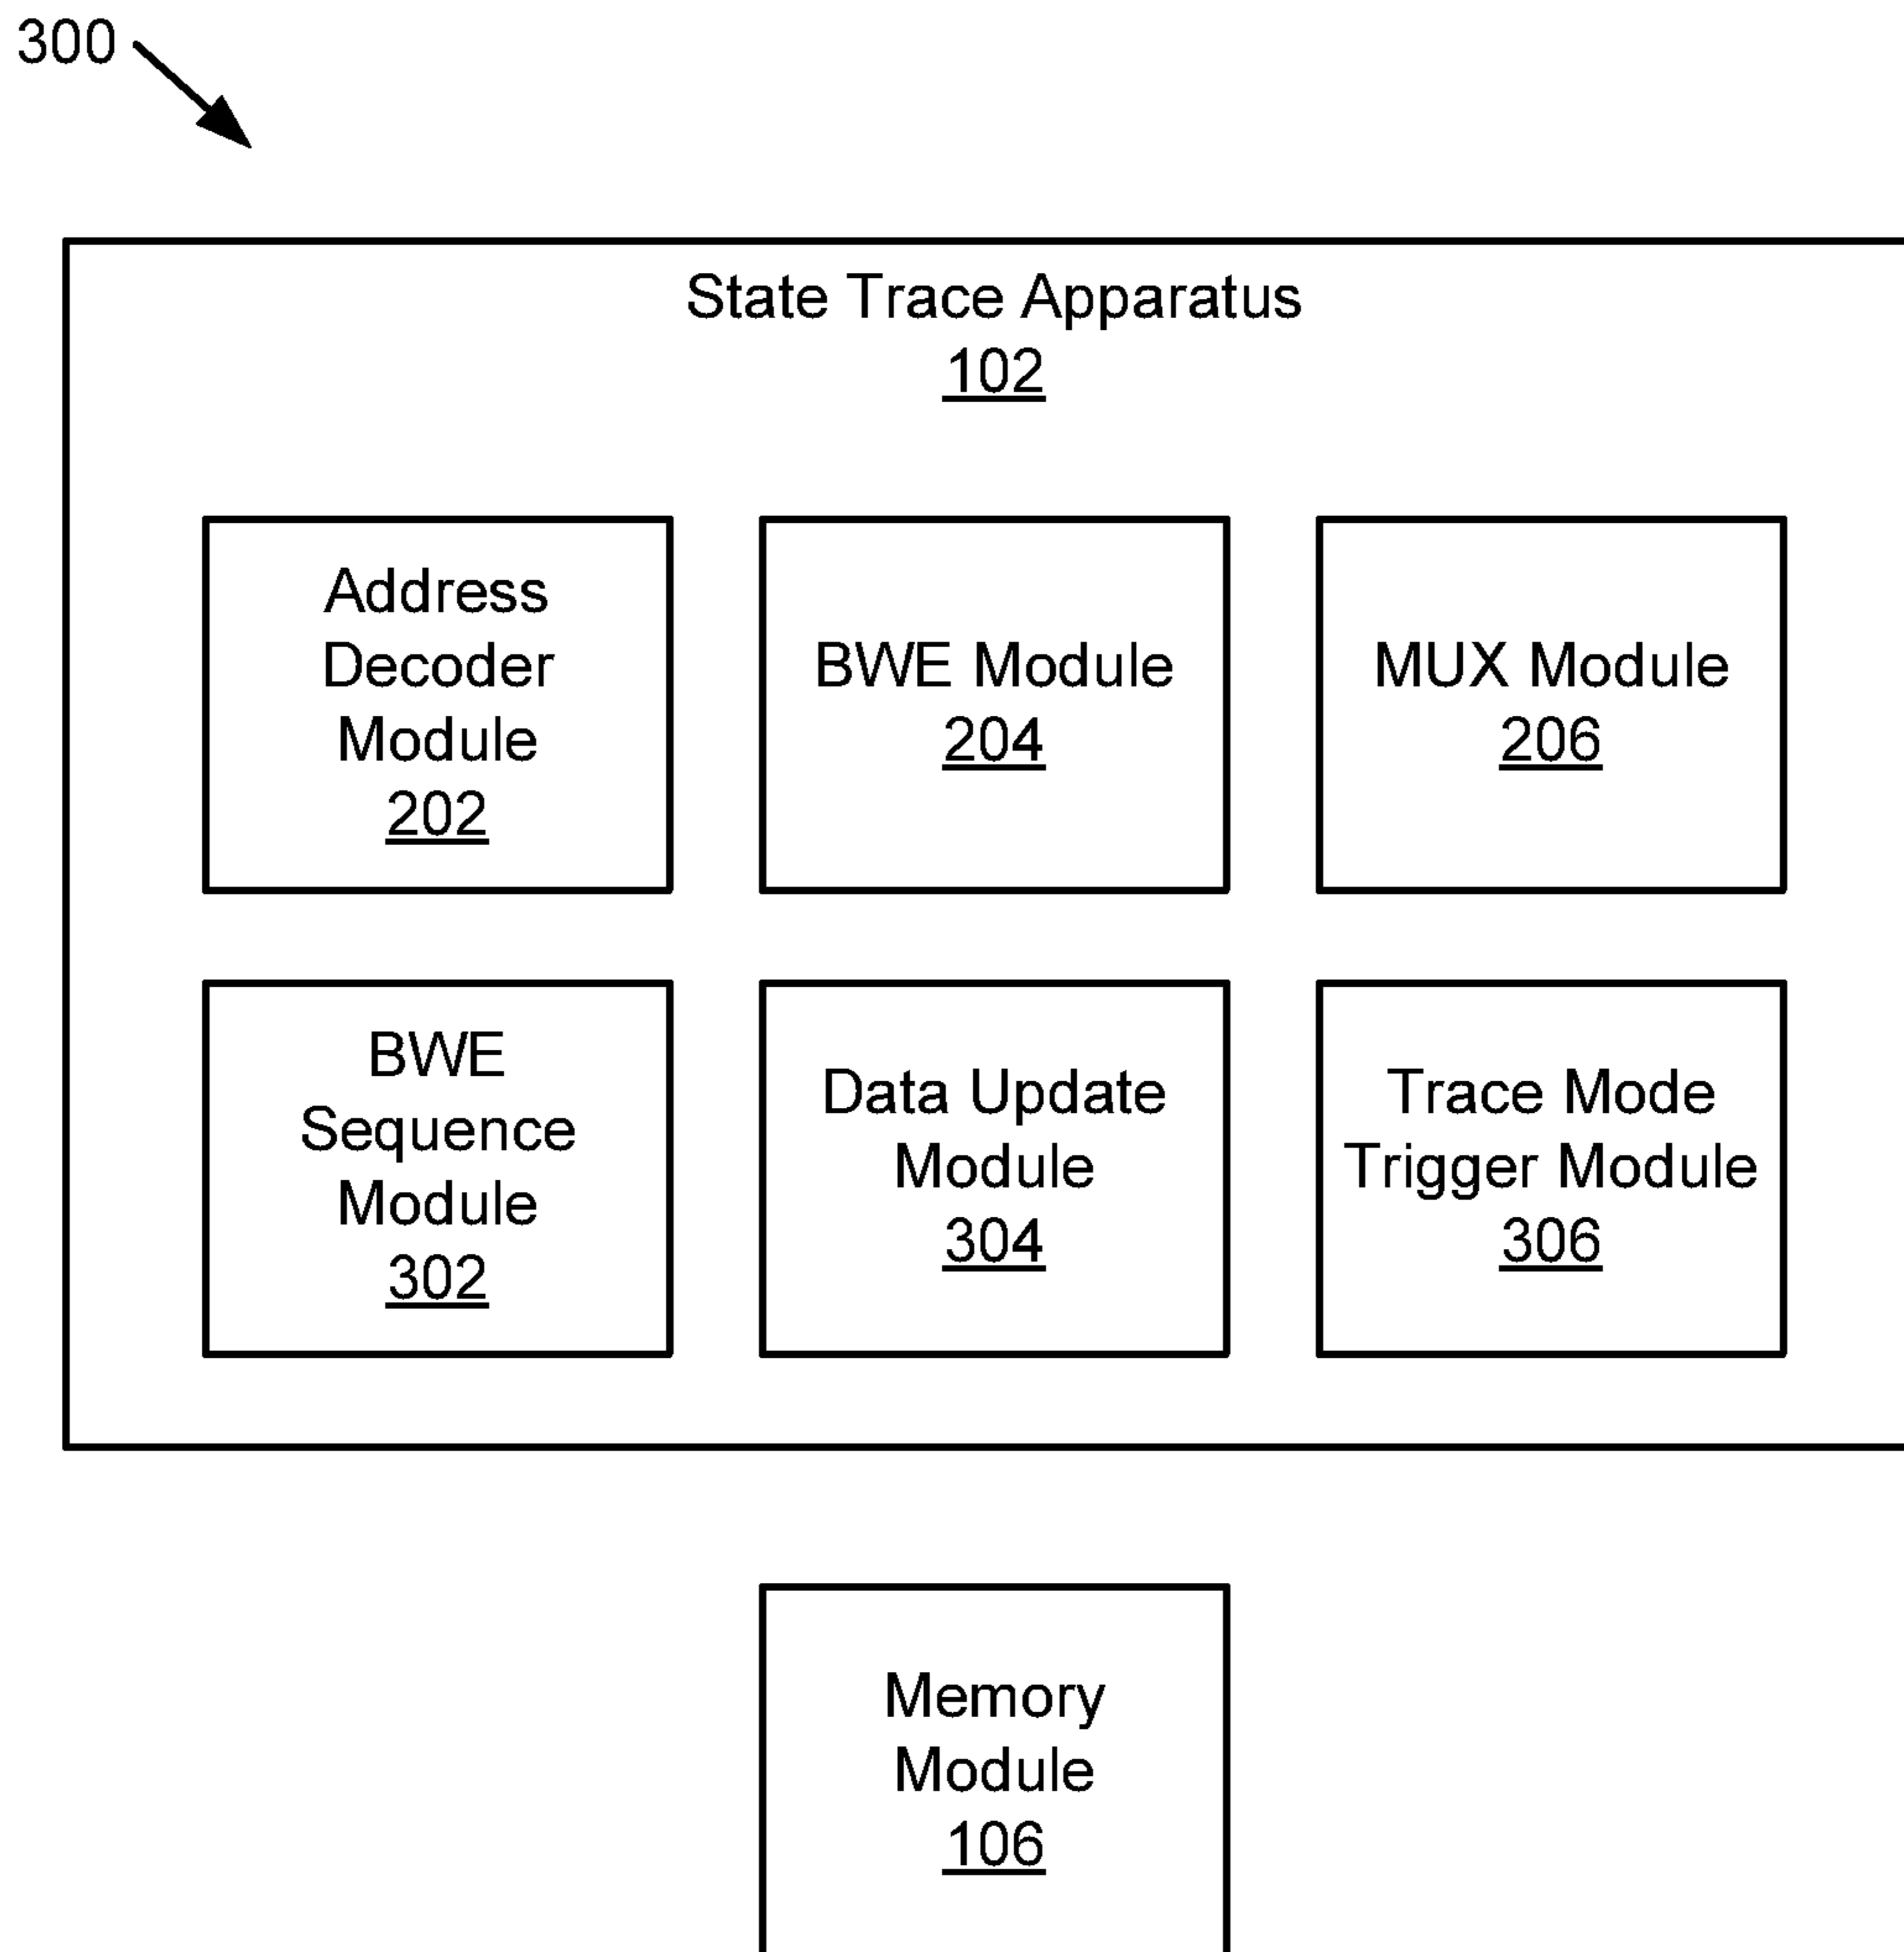 300
State Trace Apparatus
102
Address
Decoder
Module
202
BWE Module
204
MUX Module
206
BWE
Sequence
Module
302
Data Update
Module
304
Trace Mode
Trigger Module
306
Memory
Module
106